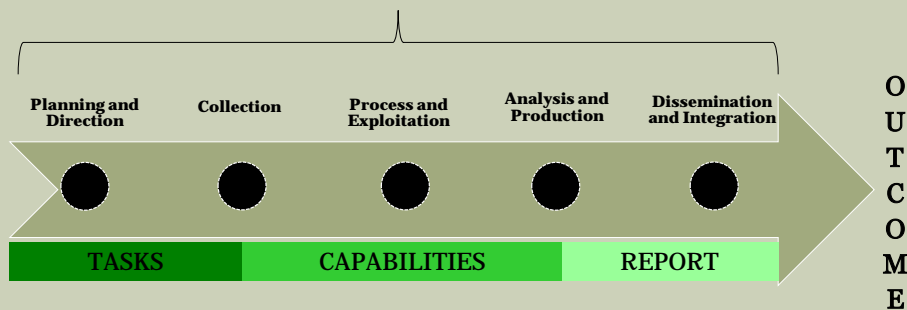 Planning and
Direction
Collection
Process and
Exploitation
Analysis and
Production
Dissemination
and Integration
TASKS
CAPABILITIES
REPORT
O
U
T
C
O
M
E